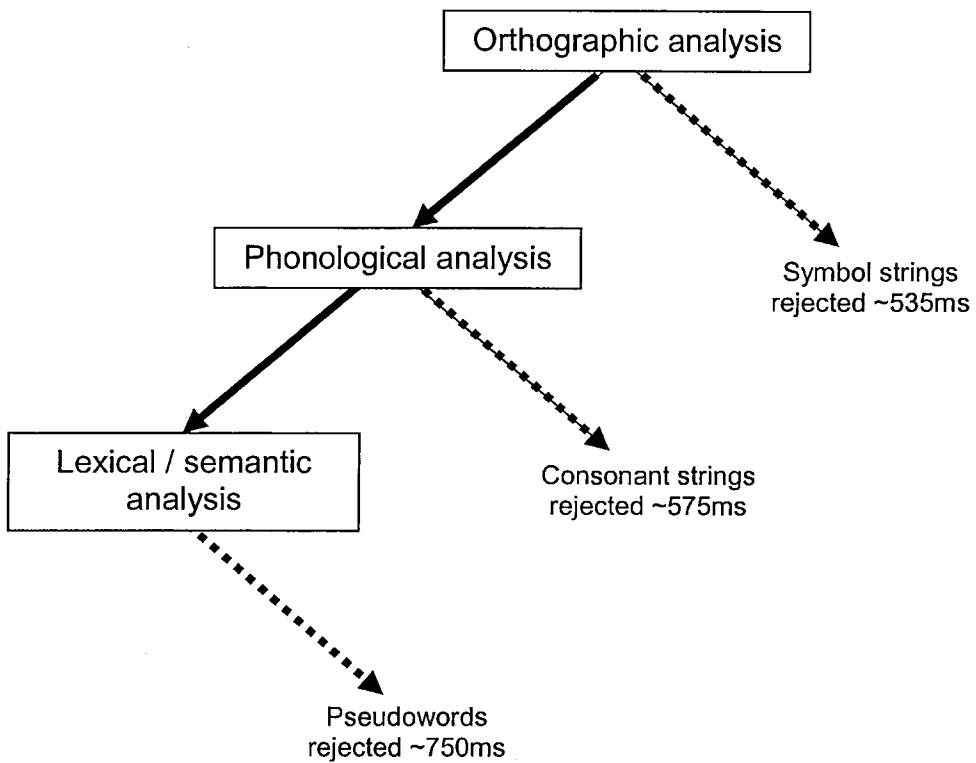 Orthographic analysis
Phonological analysis
Symbol strings
rejected ~535ms
Lexical / semantic
analysis
Consonant strings
rejected ~575ms
Pseudowords
rejected ~750ms